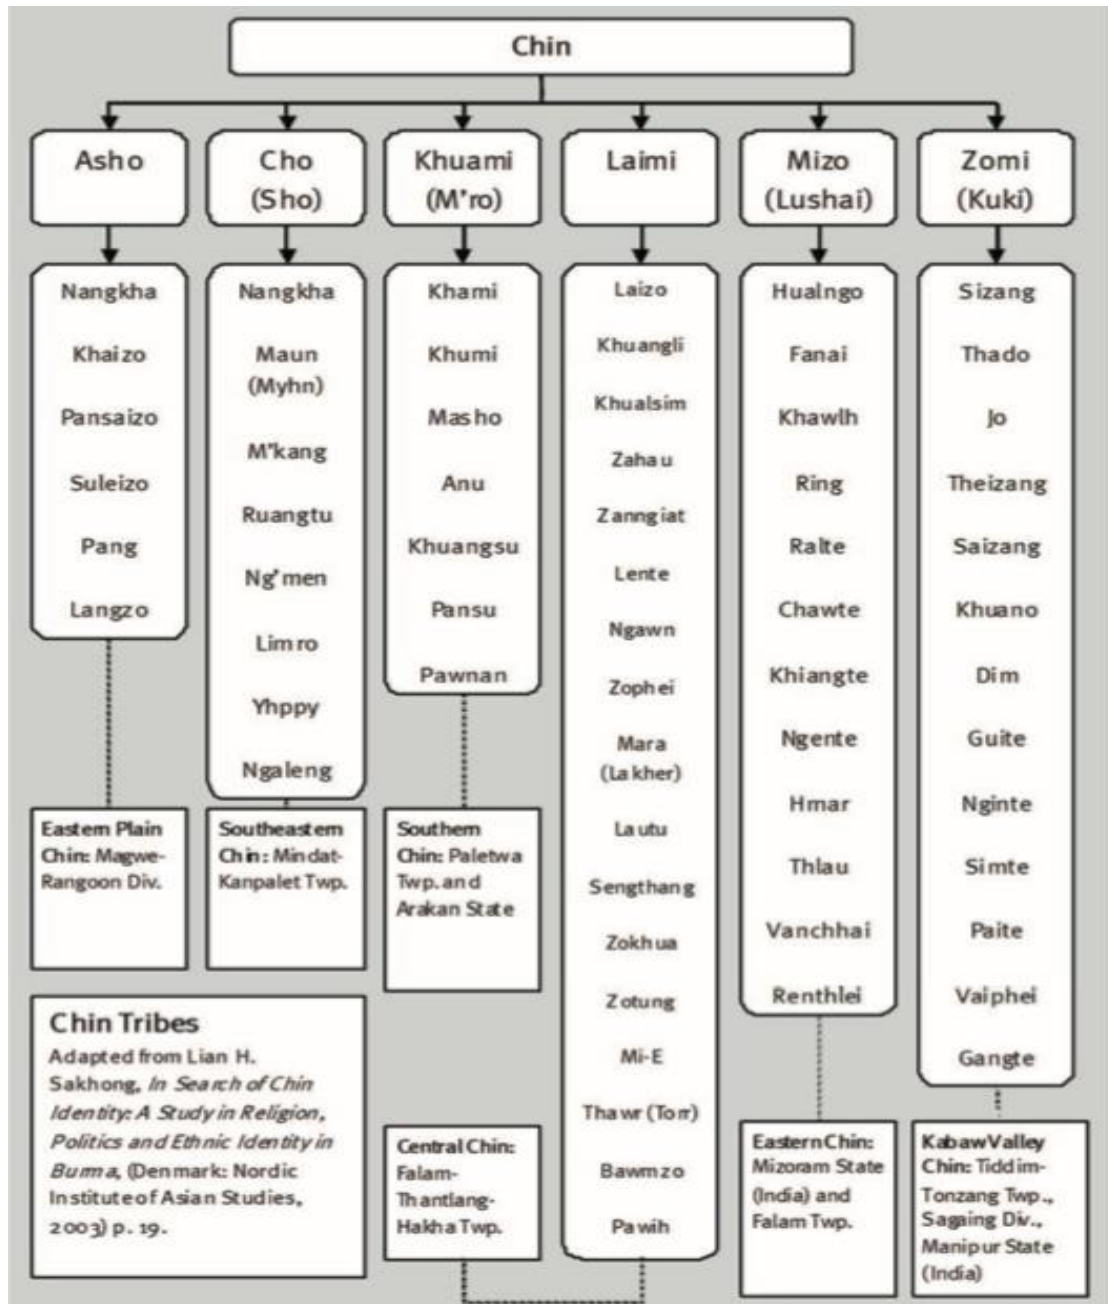 Chin
Asho
Cho
(Sho)
Khuami
(M'ro)
Laimi
Mizo
(Lushai)
Zomi
(Kuki)
Nangkha
Khaizo
Pansaizo
Suleizo
Pang
Langzo
Nangkha
Maun
(Myhn)
M'kang
Ruangtu
Ng'men
Limro
Yhppy
Ngaleng
Khami
Khumi
Masho
Anu
Khuangsu
Pansu
Pawnan
Laizo
Khuangli
Khualsim
Zahau
Zanngiat
Lente
Ngawn
Zophei
Mara
(Lakher)
Lautu
Sengthang
Zokhua
Zotung
Mi-E
Thawr (Torr)
Bawmzo
Pawih
Hualngo
Fanai
Khawlh
Ring
Ralte
Chawte
Khiangte
Ngente
Hmar
Thlau
Vanchhai
Renthlei
Sizang
Thado
Jo
Theizang
Saizang
Khuano
Dim
Guite
Nginte
Simte
Paite
Vaiphei
Gangte
Eastern Plain
Chin: Magwe-
Rangoon Div.
Southeastern
Chin: Mindat-
Kanpalet Twp.
Southern
Chin: Paletwa
Twp. and
Arakan State
Central Chin:
Falam-
Thantlang-
Hakha Twp.
Eastern Chin:
Mizoram State
(India) and
Falam Twp.
Kabaw Valley
Chin: Tiddim-
Tonzang Twp.,
Sagaing Div.,
Manipur State
(India)
Chin Tribes
Adapted from Lian H.
Sakhong, In Search of Chin
Identity: A Study in Religion,
Politics and Ethnic Identity in
Burma, (Denmark: Nordic
Institute of Asian Studies,
2003) p. 19.